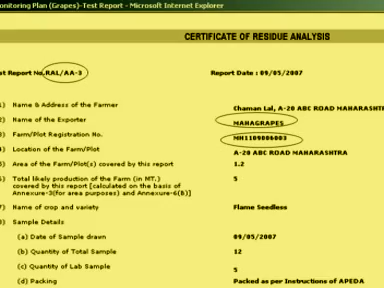 onitoring Plan (Grapes)-Test Report - Microsoft Internet Explorer
CERTIFICATE OF RESIDUE ANALYSIS
st Report No.RAL/AA-3 Report Date : 09/05/2007
1) Name & Address of the Farmer Chaman Lal, A-20 ABC ROAD MAHARASHTR
2) Name of the Exporter MAHAGRAPES
3) Farm/Plot Registration No. MH1109006003
4) Location of the Farm/Plot A-20 ABC ROAD MAHARASHTRA
5) Area of the Farm/Plot(s) covered by this report 1.2
6) Total likely production of the Farm (in MT.) 5
covered by this report [calculated on the basis of
Annexure-3(for area purposes) and Annexure-6(B)]
7) Name of crop and variety Flame Seedless
8) Sample Details
(a) Date of Sample drawn 09/05/2007
(b) Quantity of Total Sample 12
(c) Quantity of Lab Sample 5
(d) Packing Packed as per Instructions of APEDA